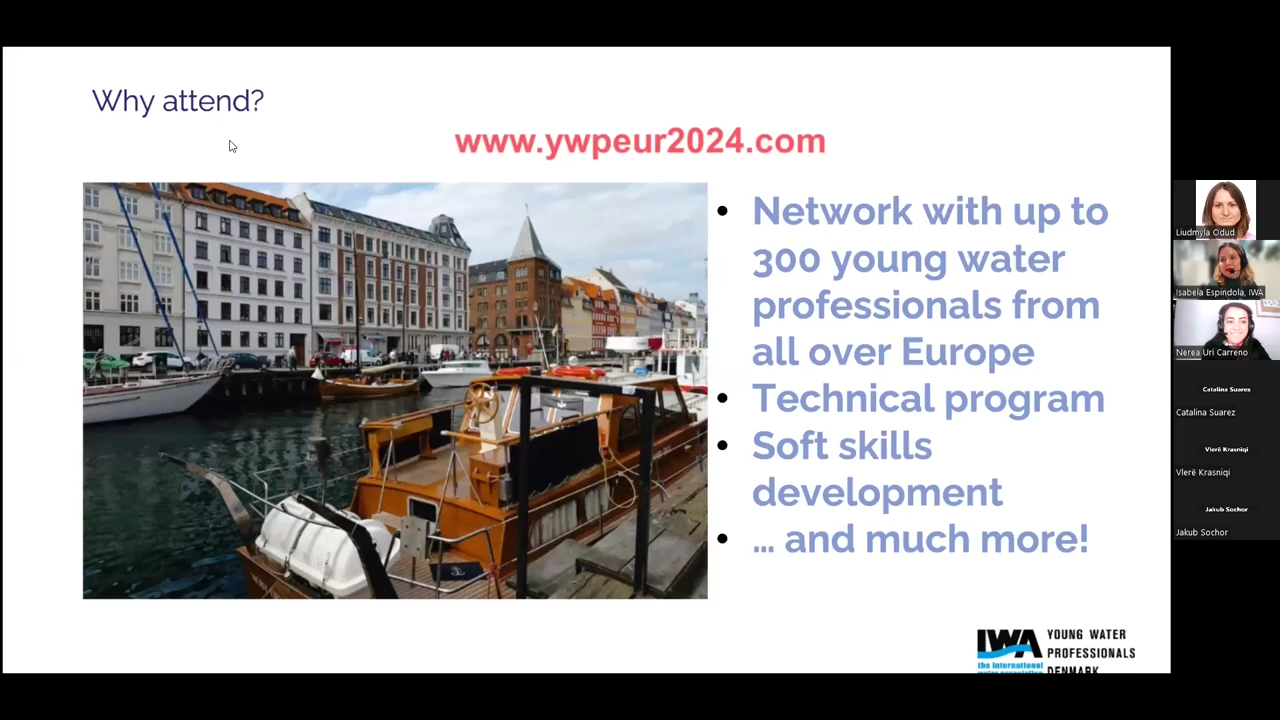 Why attend?
www.ywpeur2024.com
Network with up to
300 young water
professionals from
all over Europe
Technical program
Soft skills
development
… and much more!
IWA
the international
water association
YOUNG WATER
PROFESSIONALS
DENMARK
Liudmyla Odud
Isabela Espindola, IWA
Nerea Uri Carreno
Catalina Suarez
Catalina Suarez
Vlerë Krasniqi
Vlerë Krasniqi
Jakub Sochor
Jakub Sochor